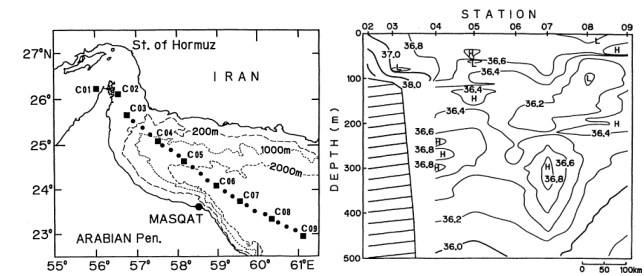 St. of Hormuz
27°N
IRAN
C01 C02
26°
C03
200m
25°
C04
1000m
C05
2000m
24°
C06
C07
MASQAT
C08
23°
ARABIAN Pen.
C09
55° 56° 57° 58° 59° 60° 61°E
STATION
02 03 04 05 06 07 08 09
0
37.0 36,8
H
L
H
36,6
L
36,4
100
38.0
L
36,4
H
36,2
36,4
200
H
36,4
36,6
H
36,8
H
36,6
300
36,8
H
H
36,8
400
36,2
36,0
500
DEPTH (m)
0 50 100km